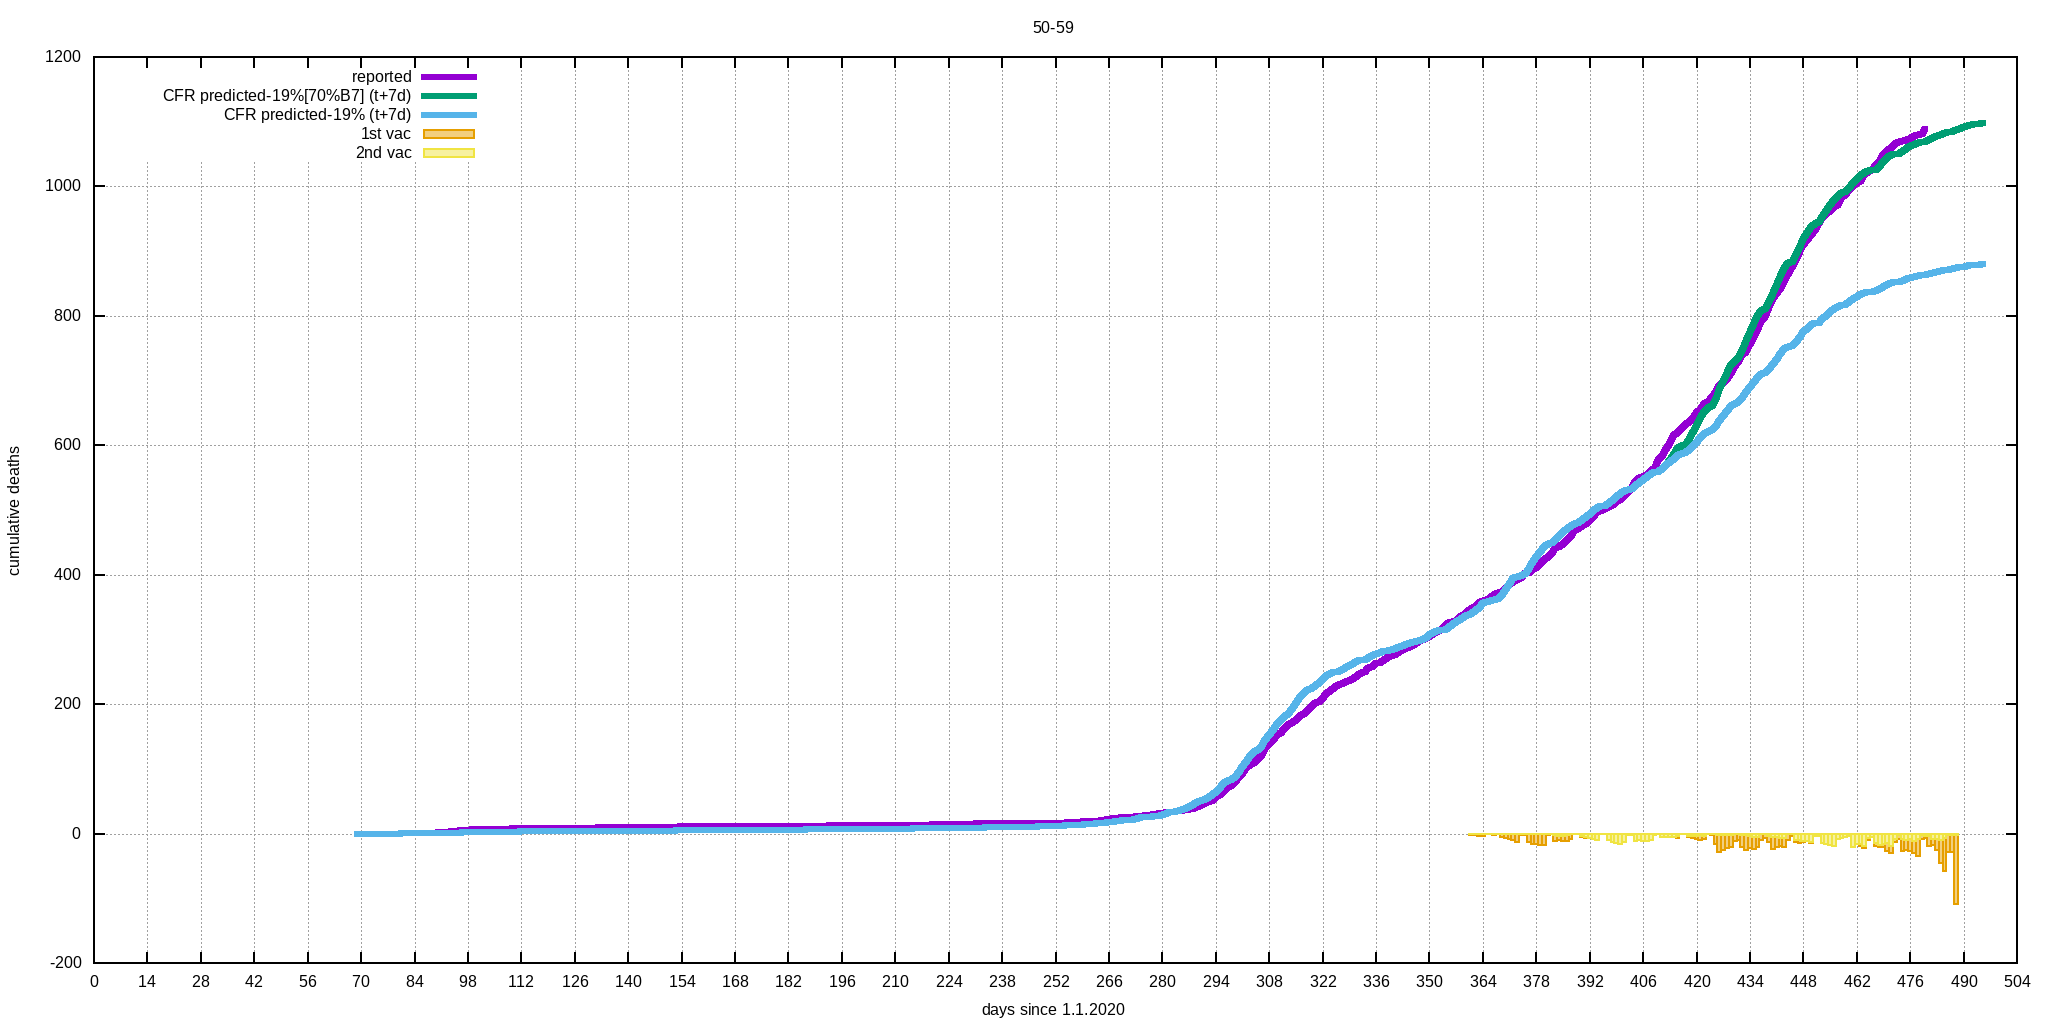 50-59
1200
1000
800
600
400
200
0
-200
cumulative deaths
reported
CFR predicted-19%[70%B7] (t+7d)
CFR predicted-19% (t+7d)
1st vac
2nd vac
0 14 28 42 56 70 84 98 112 126 140 154 168 182 196 210 224 238 252 266 280 294 308 322 336 350 364 378 392 406 420 434 448 462 476 490 504
days since 1.1.2020